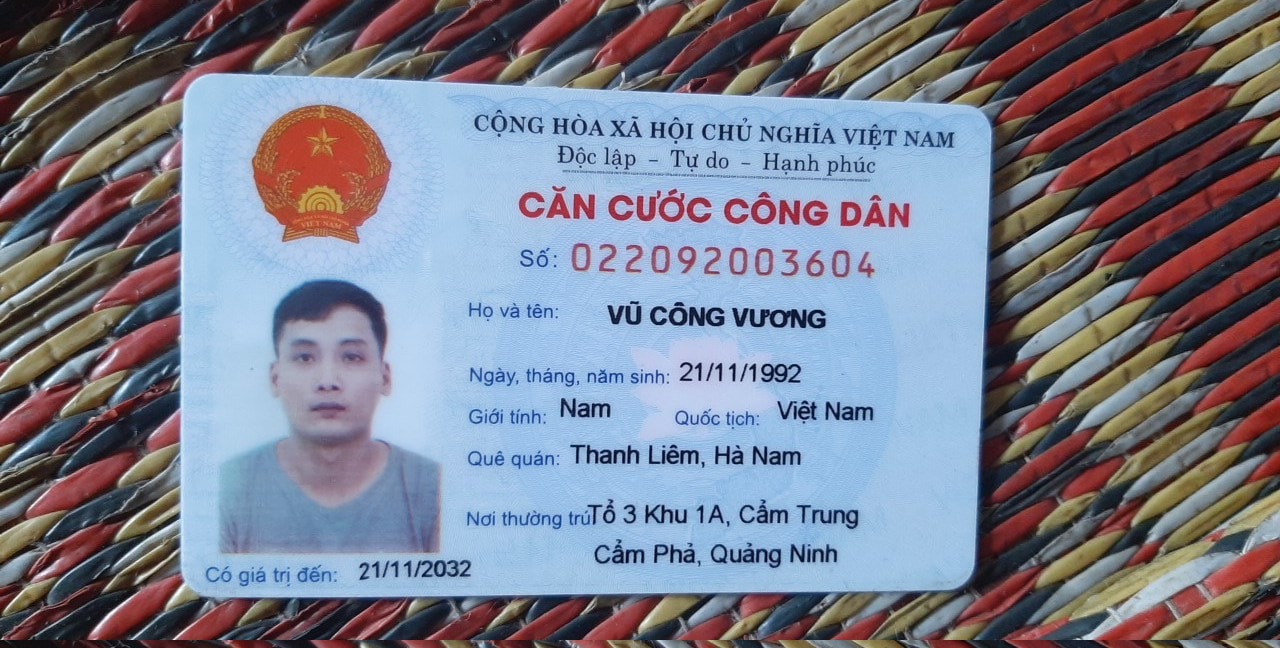 CỘNG HÒA XÃ HỘI CHỦ NGHĨA VIỆT NAM
Độc lập - Tự do - Hạnh phúc
CĂN CƯỚC CÔNG DÂN
Số: 022092003604
Họ và tên: VŨ CÔNG VƯƠNG
Ngày, tháng, năm sinh: 21/11/1992
Giới tính: Nam Quốc tịch: Việt Nam
Quê quán: Thanh Liêm, Hà Nam
Nơi thường trú: Tổ 3 Khu 1A, Cẩm Trung
Cẩm Phả, Quảng Ninh
Có giá trị đến: 21/11/2032
VIỆT NAM